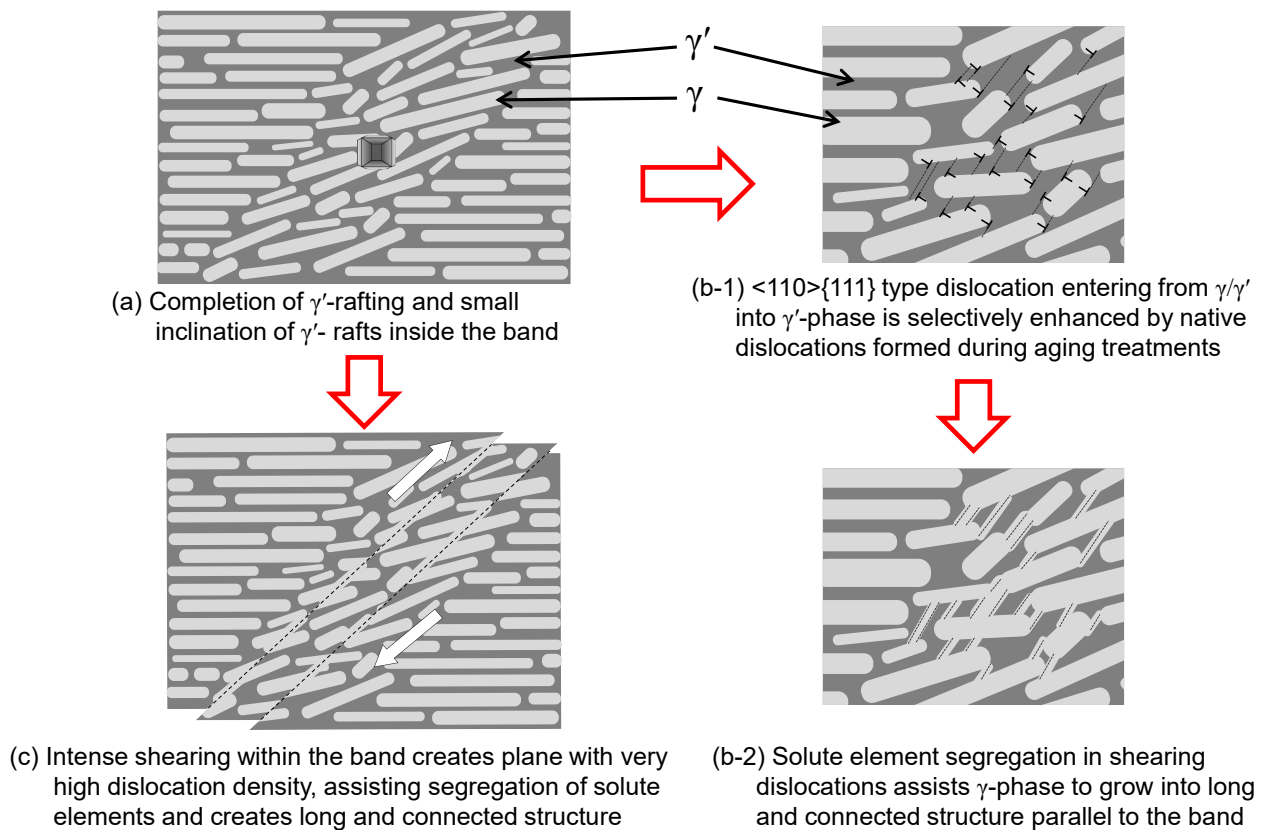 γ′
γ
(a) Completion of γ′-rafting and small
inclination of γ′- rafts inside the band
(b-1) <110>{111} type dislocation entering from γ/γ′
into γ′-phase is selectively enhanced by native
dislocations formed during aging treatments
(c) Intense shearing within the band creates plane with very
high dislocation density, assisting segregation of solute
elements and creates long and connected structure
(b-2) Solute element segregation in shearing
dislocations assists γ-phase to grow into long
and connected structure parallel to the band